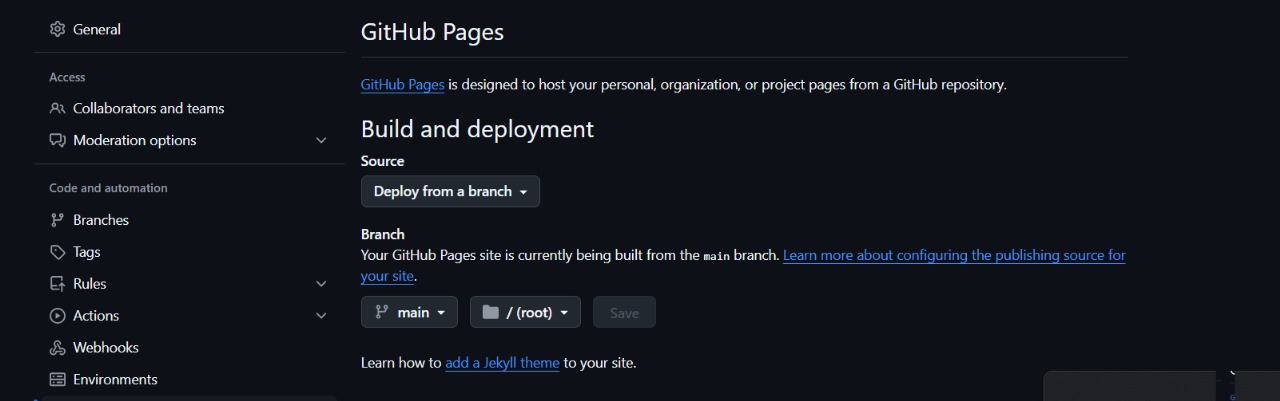 General
Access
Collaborators and teams
Moderation options
Code and automation
Branches
Tags
Rules
Actions
Webhooks
Environments
GitHub Pages
GitHub Pages is designed to host your personal, organization, or project pages from a GitHub repository.
Build and deployment
Source
Deploy from a branch
Branch
Your GitHub Pages site is currently being built from the main branch. Learn more about configuring the publishing source for
your site.
main / (root) Save
Learn how to add a Jekyll theme to your site.